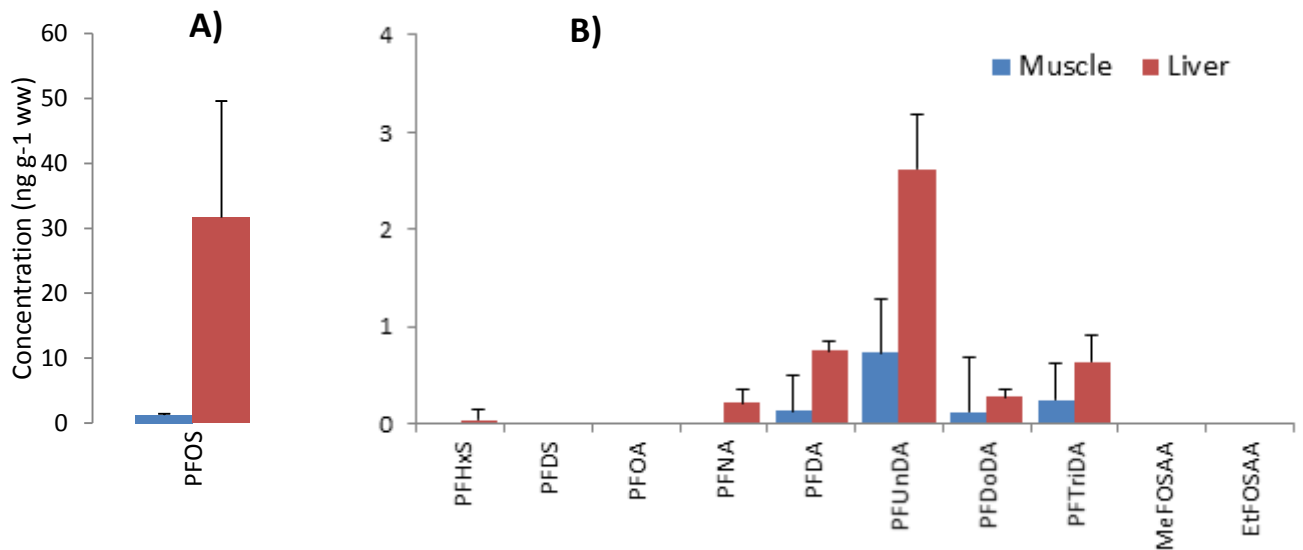 A)
Concentration (ng g-1 ww)
60
50
40
30
20
10
0
PFOS
B)
Muscle
Liver
4
3
2
1
0
PFHxS
PFDS
PFOA
PFNA
PFDA
PFUnDA
PFDoDA
PFTriDA
MeFOSAA
EtFOSAA